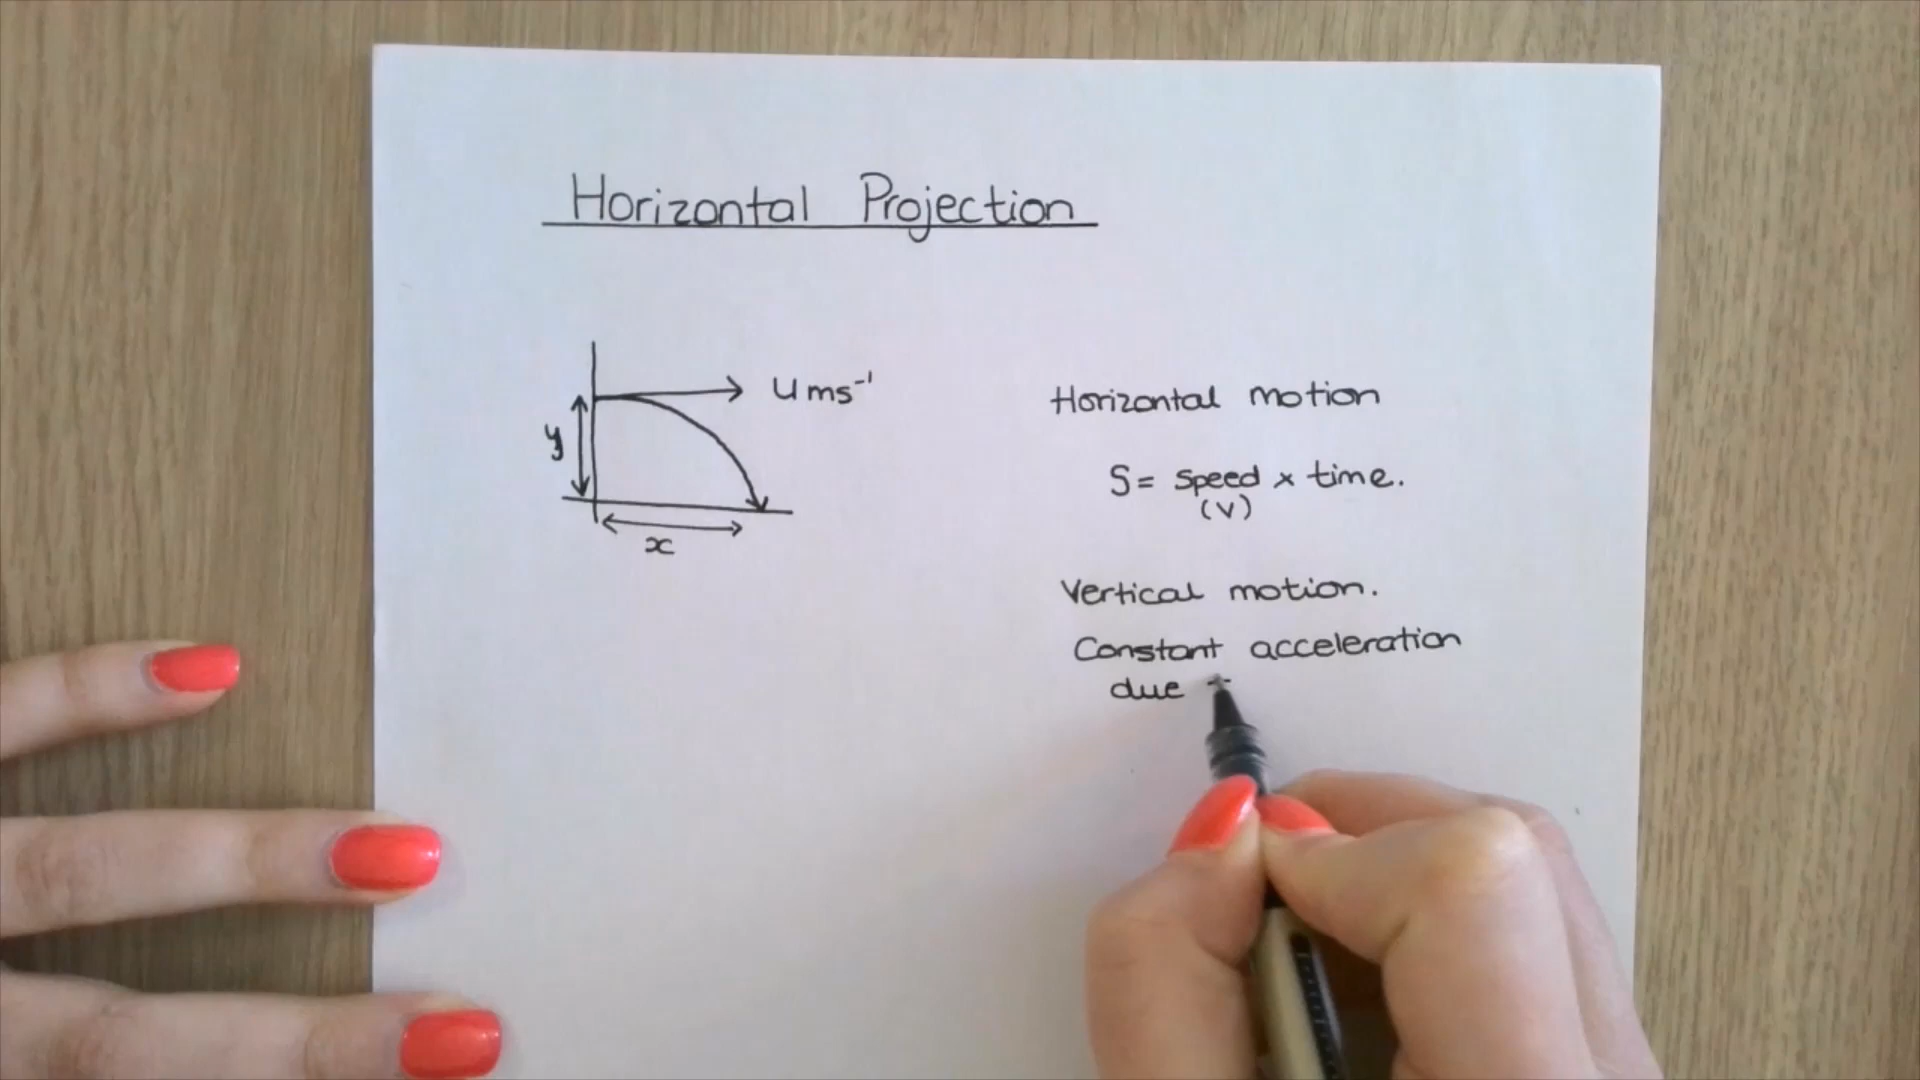 Horizontal Projection
U ms⁻¹
y
x
Horizontal motion
S = speed x time.
(v)
Vertical motion.
Constant acceleration
due